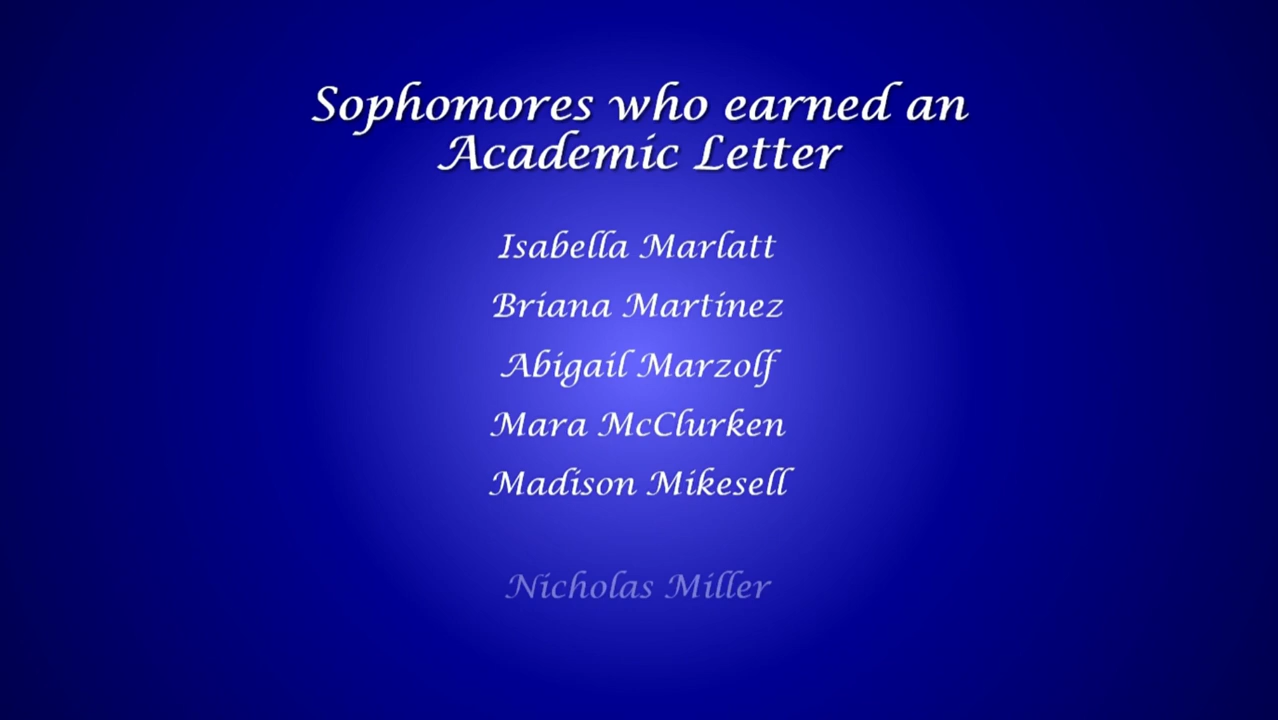 Sophomores who earned an
Academic Letter
Isabella Marlatt
Briana Martinez
Abigail Marzolf
Mara McClurken
Madison Mikesell
Nicholas Miller